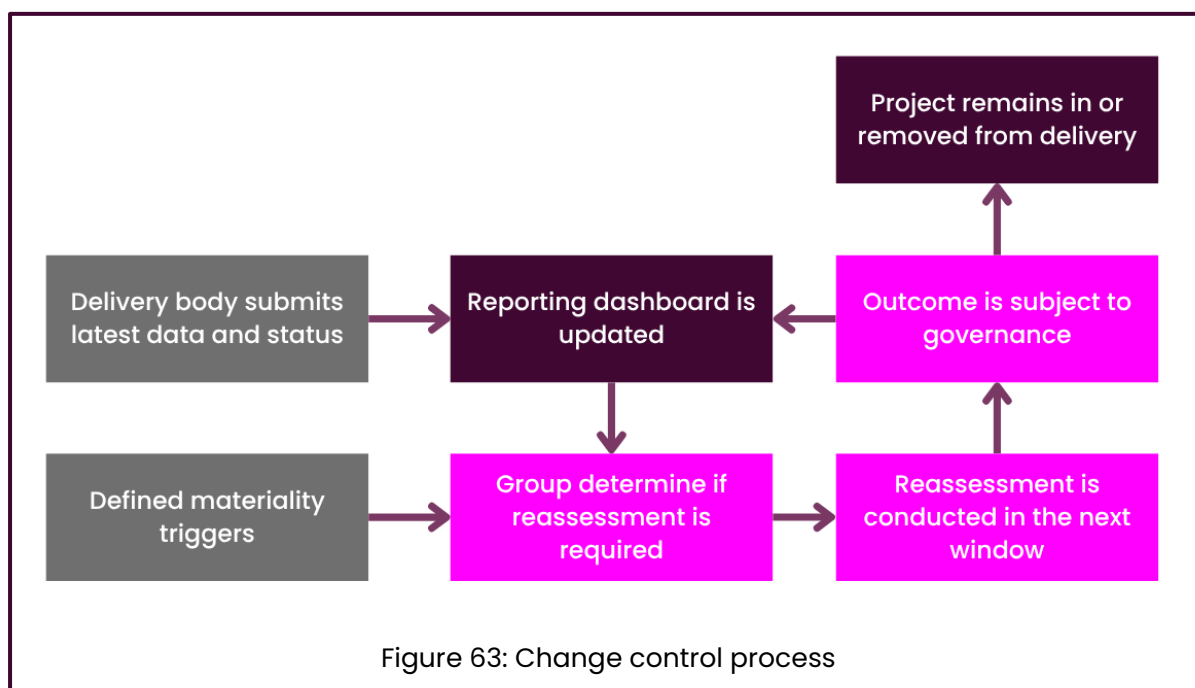 Project remains in or
removed from delivery
Delivery body submits
latest data and status
Reporting dashboard is
updated
Outcome is subject to
governance
Defined materiality
triggers
Group determine if
reassessment is
required
Reassessment is
conducted in the next
window
Figure 63: Change control process